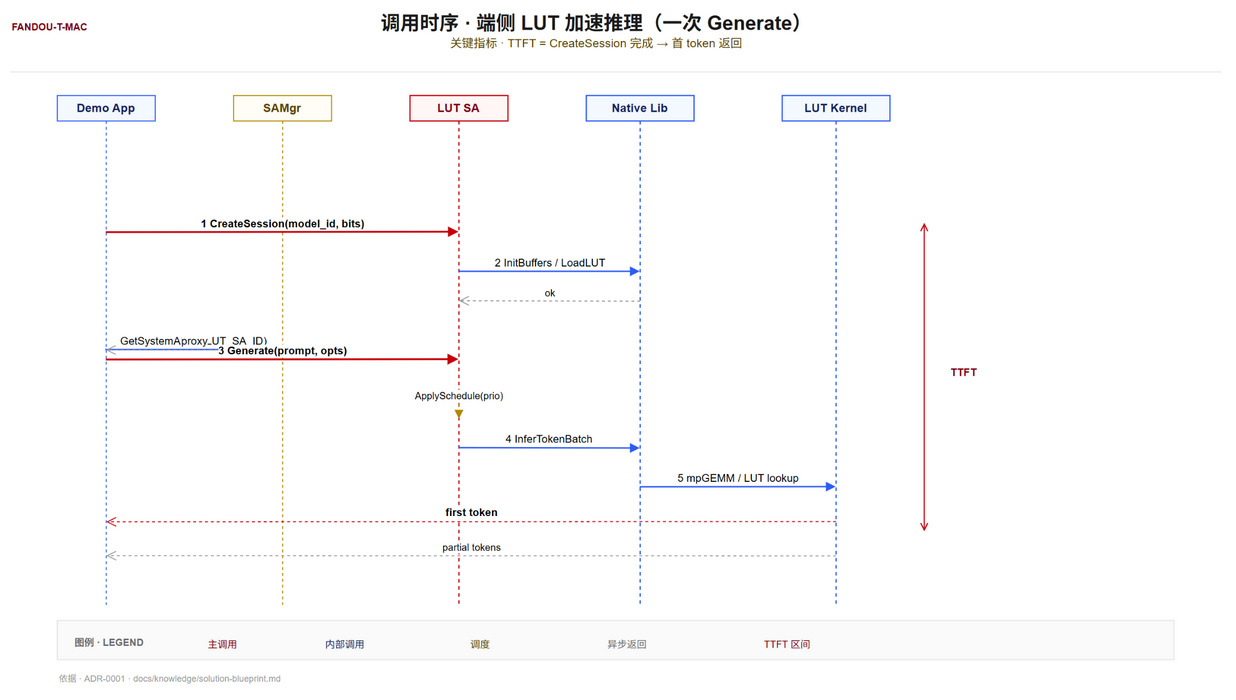 FANDOU-T-MAC
调用时序 · 端侧 LUT 加速推理（一次 Generate）
关键指标 · TTFT = CreateSession 完成 → 首 token 返回
Demo App
SAMgr
LUT SA
Native Lib
LUT Kernel
1 CreateSession(model_id, bits)
2 InitBuffers / LoadLUT
ok
GetSystemA
proxy
UT_SA_ID)
3 Generate(prompt, opts)
TTFT
ApplySchedule(prio)
4 InferTokenBatch
5 mpGEMM / LUT lookup
first token
partial tokens
图例 · LEGEND
主调用
内部调用
调度
异步返回
TTFT 区间
依据 · ADR-0001 · docs/knowledge/solution-blueprint.md